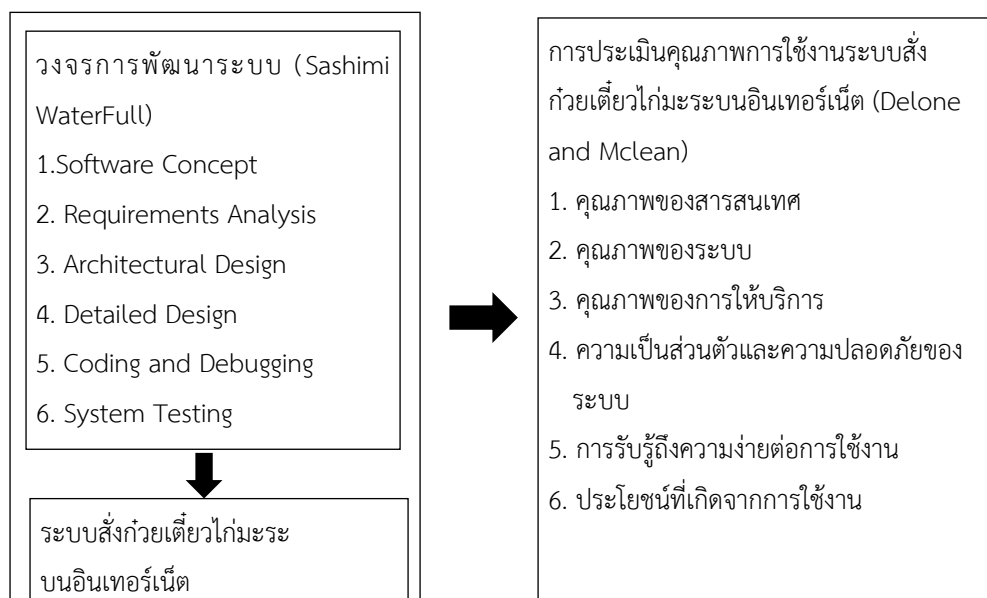 วงจรการพัฒนาระบบ (Sashimi
WaterFull)
1.Software Concept
2. Requirements Analysis
3. Architectural Design
4. Detailed Design
5. Coding and Debugging
6. System Testing
ระบบสั่งก๋วยเตี๋ยวไก่มะระ
บนอินเทอร์เน็ต
การประเมินคุณภาพการใช้งานระบบสั่ง
ก๋วยเตี๋ยวไก่มะระบนอินเทอร์เน็ต (Delone
and Mclean)
1. คุณภาพของสารสนเทศ
2. คุณภาพของระบบ
3. คุณภาพของการให้บริการ
4. ความเป็นส่วนตัวและความปลอดภัยของ
ระบบ
5. การรับรู้ถึงความง่ายต่อการใช้งาน
6. ประโยชน์ที่เกิดจากการใช้งาน